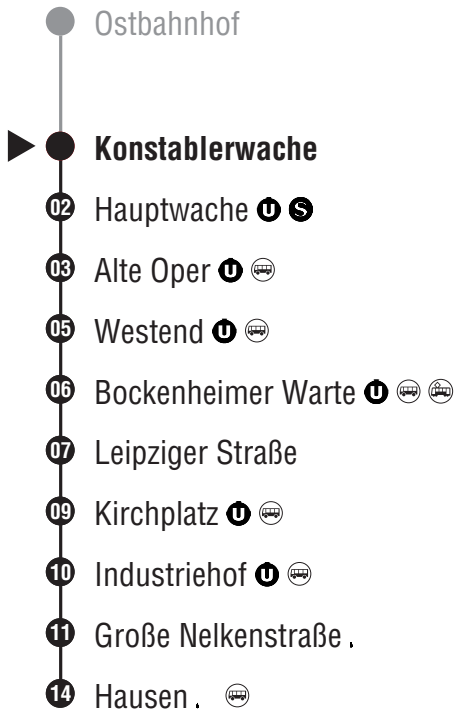 Ostbahnhof
Konstablerwache
02 Hauptwache U S
03 Alte Oper U
05 Westend U
06 Bockenheimer Warte U
07 Leipziger Straße
09 Kirchplatz U
10 Industriehof U
11 Große Nelkenstraße .
14 Hausen .